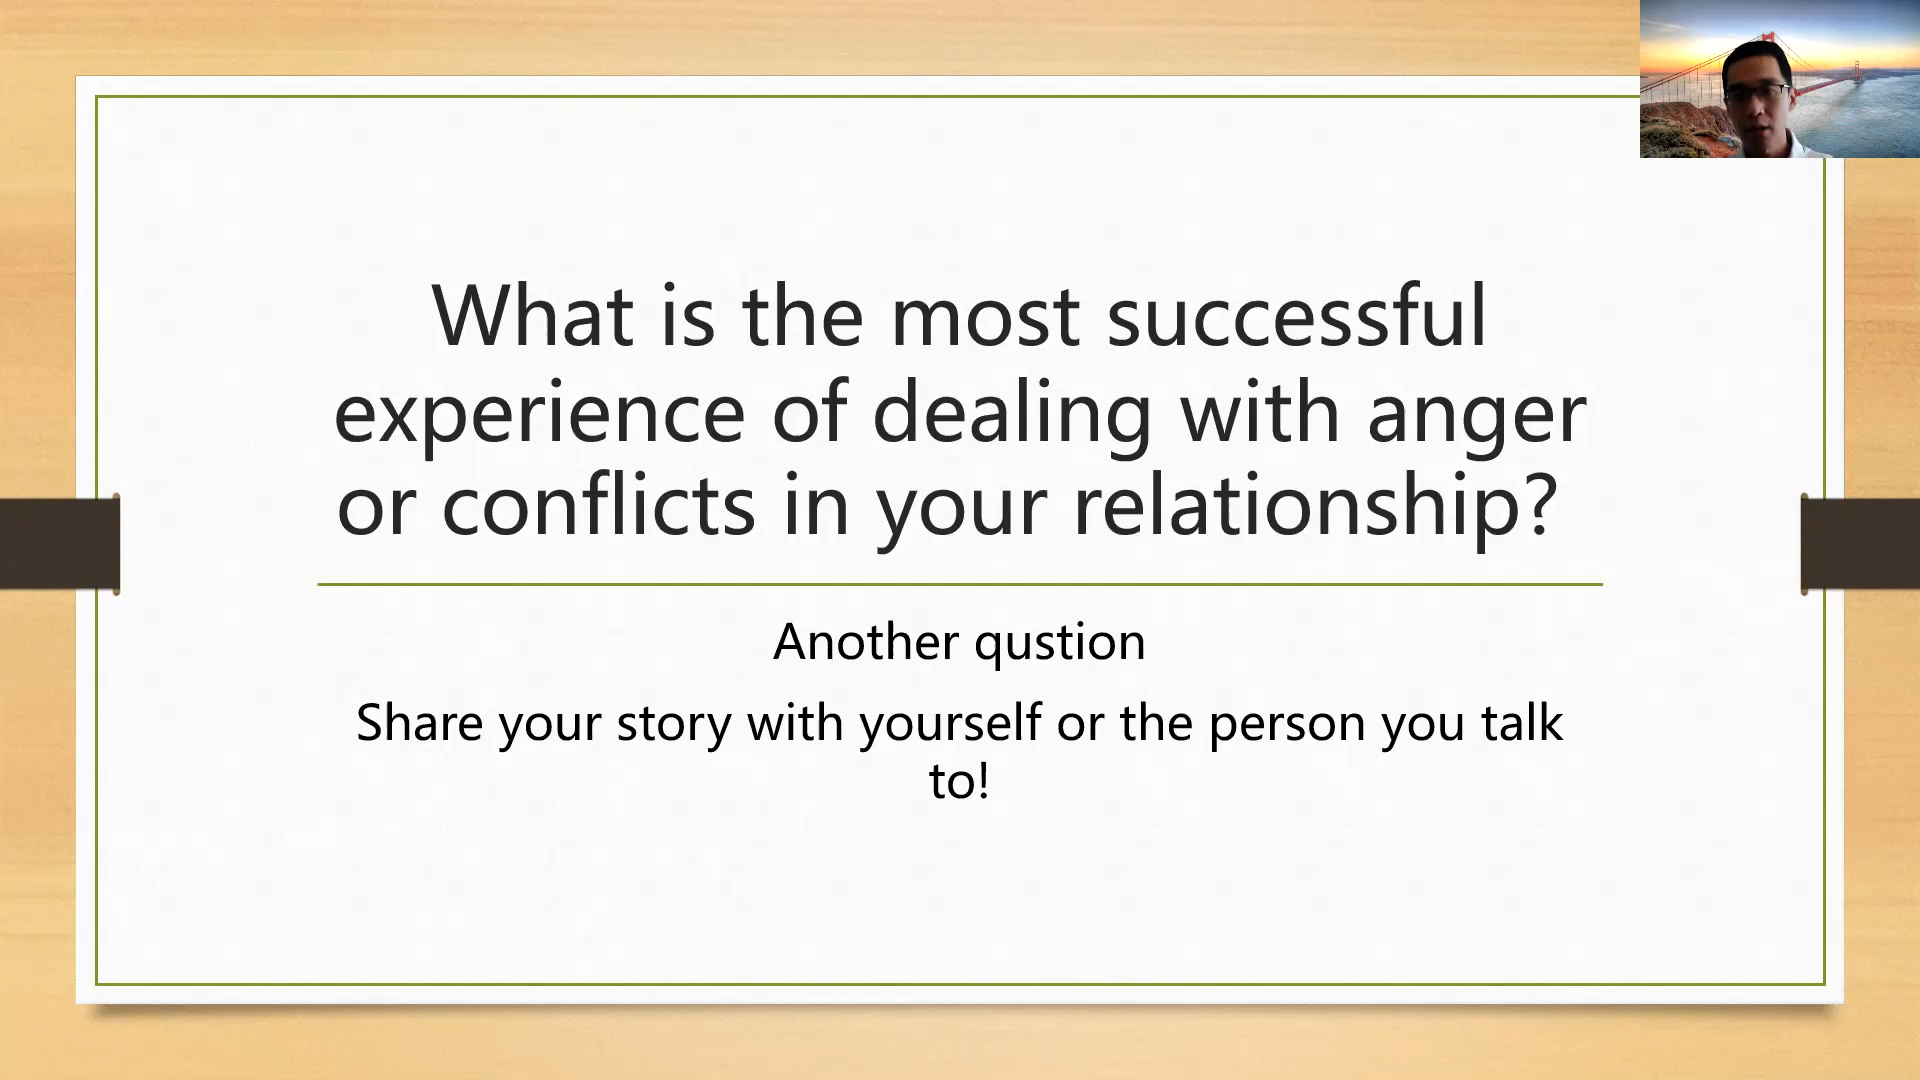 What is the most successful
experience of dealing with anger
or conflicts in your relationship?
Another qustion
Share your story with yourself or the person you talk
to!